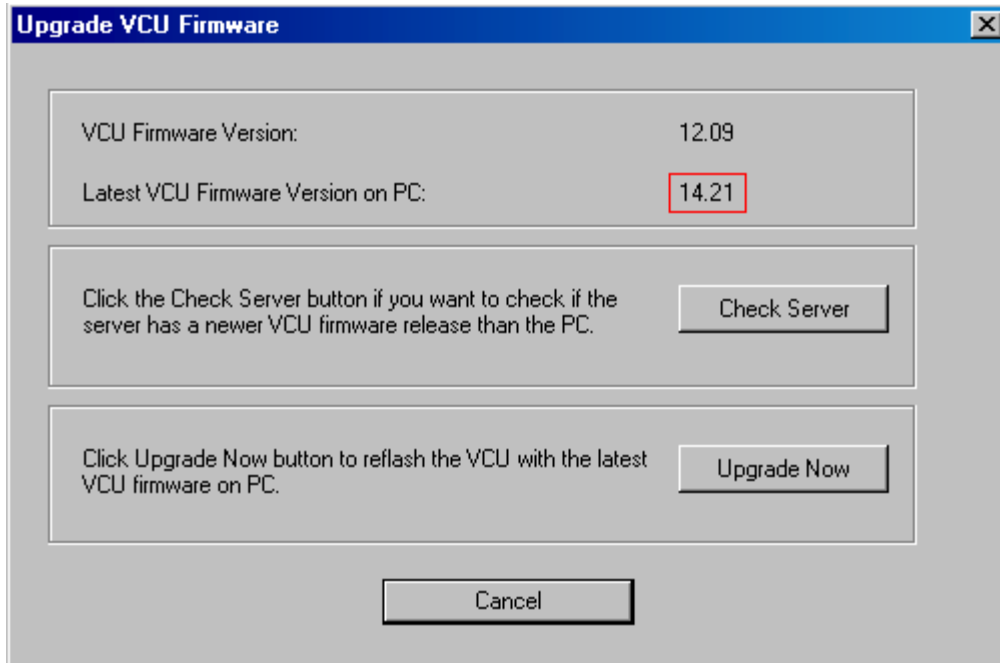 Upgrade VCU Firmware
VCU Firmware Version: 12.09
Latest VCU Firmware Version on PC: 14.21
Click the Check Server button if you want to check if the
server has a newer VCU firmware release than the PC.
Check Server
Click Upgrade Now button to reflash the VCU with the latest
VCU firmware on PC.
Upgrade Now
Cancel